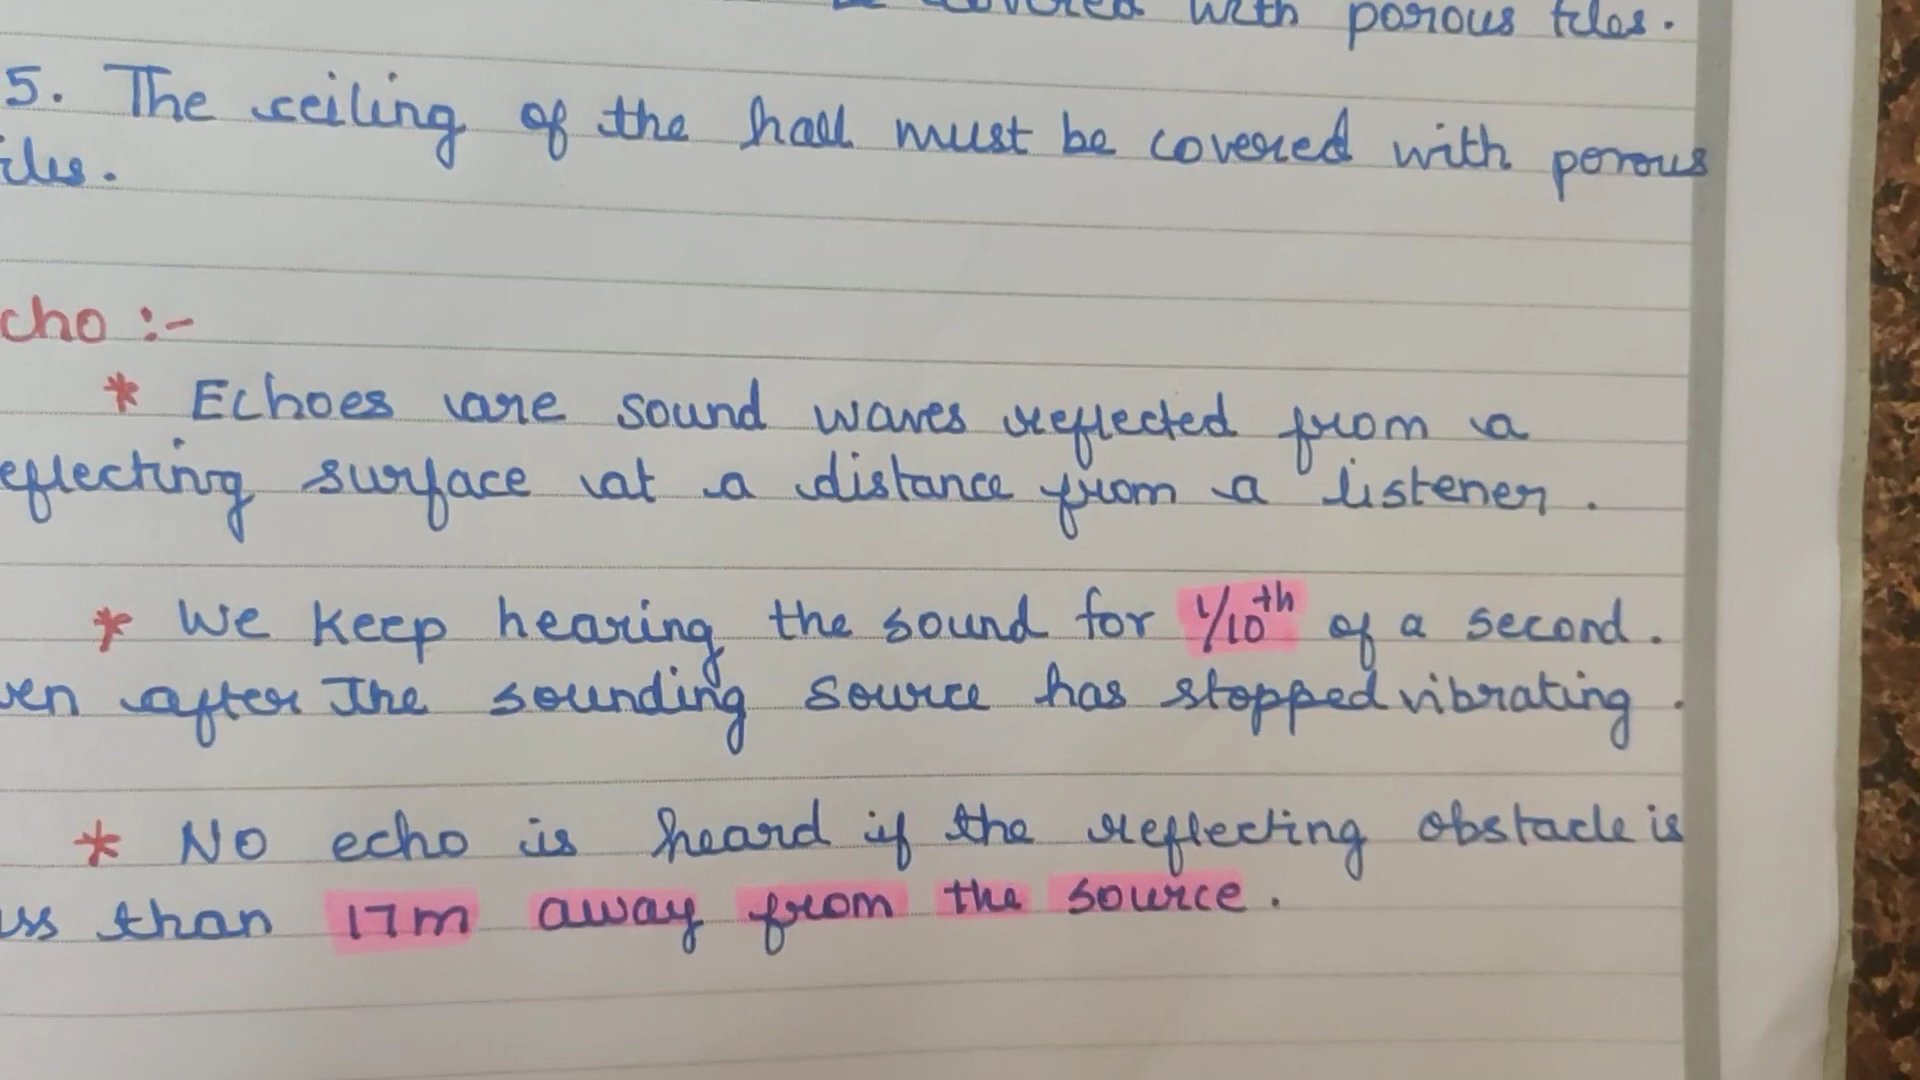 covered with porous tiles.
5. The ceiling of the hall must be covered with porous
iles.
cho :-
* Echoes are sound waves reflected from a
eflecting surface at a distance from a listener.
* We keep hearing the sound for 1/10th of a second.
ven after The sounding source has stopped vibrating.
* No echo is heard if the reflecting obstacle is
ess than 17m away from the source.